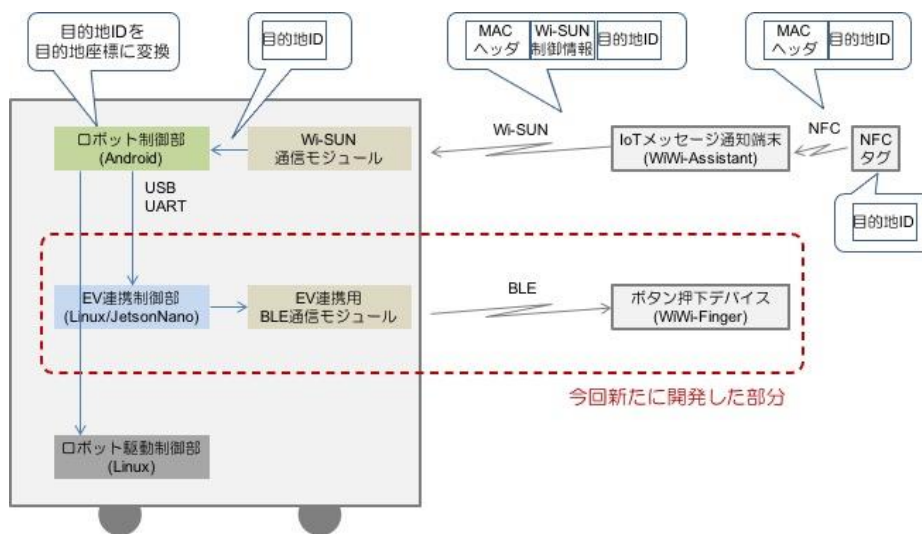 目的地IDを
目的地座標に変換
目的地ID
MAC
ヘッダ
Wi-SUN
制御情報
目的地ID
MAC
ヘッダ
目的地ID
ロボット制御部
(Android)
Wi-SUN
通信モジュール
Wi-SUN
IoTメッセージ通知端末
(WiWi-Assistant)
NFC
NFC
タグ
目的地ID
USB
UART
EV連携制御部
(Linux/JetsonNano)
EV連携用
BLE通信モジュール
BLE
ボタン押下デバイス
(WiWi-Finger)
今回新たに開発した部分
ロボット駆動制御部
(Linux)